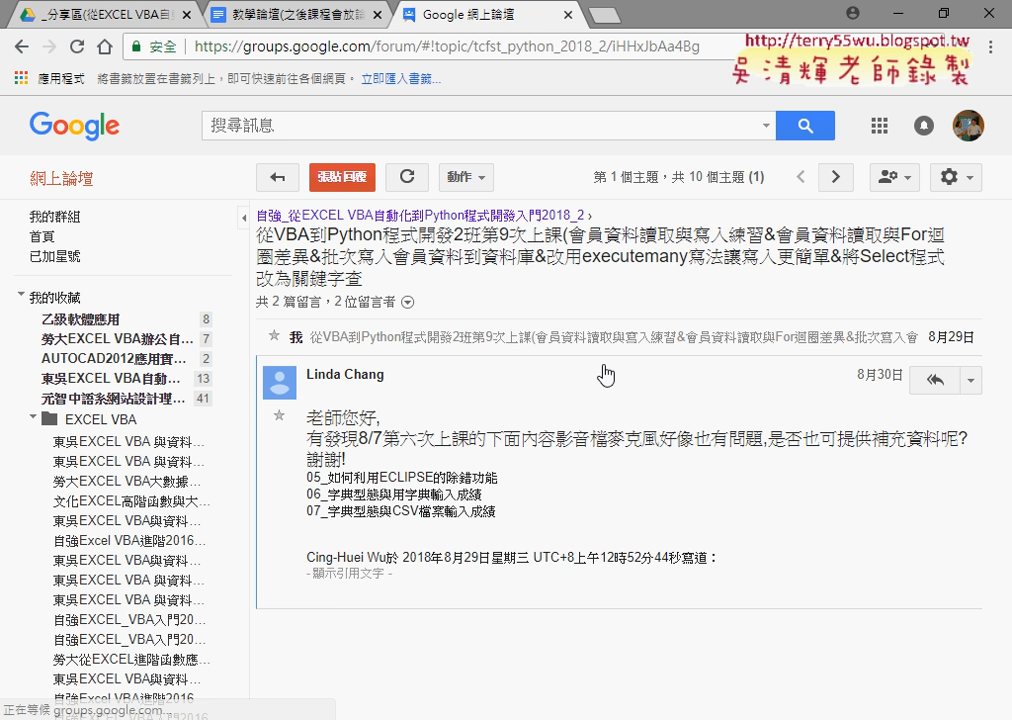 _分享區(從EXCEL VBA自
教學論壇(之後課程會放論
Google 網上論壇
安全
https://groups.google.com/forum/#!topic/tcfst_python_2018_2/iHHxJbAa4Bg
http://terry55wu.blogspot.tw
吳清輝老師錄製
應用程式
將書籤放置在書籤列上，即可快速前往各個網頁。
立即匯入書籤...
Google
搜尋訊息
網上論壇
張貼回覆
動作
第 1 個主題，共 10 個主題 (1)
我的群組
首頁
已加星號
我的收藏
乙級軟體應用 8
勞大EXCEL VBA辦公自... 7
AUTOCAD2012應用實... 2
東吳EXCEL VBA自動... 13
元智中語系網站設計理... 41
EXCEL VBA
東吳EXCEL VBA 與資料...
東吳EXCEL VBA 與資料...
勞大EXCEL VBA大數據...
文化EXCEL高階函數與大...
東吳EXCEL VBA與資料...
自強Excel VBA進階2016...
東吳EXCEL VBA與資料...
東吳EXCEL VBA 與資料...
東吳EXCEL VBA 與資料...
自強EXCEL_VBA入門20...
自強EXCEL_VBA入門20...
勞大從EXCEL進階函數應...
東吳EXCEL VBA與資料...
自強Excel VBA進階2016
正在等候 groups.google.com...
自強_從EXCEL VBA自動化到Python程式開發入門2018_2 ›
從VBA到Python程式開發2班第9次上課(會員資料讀取與寫入練習&會員資料讀取與For迴
圈差異&批次寫入會員資料到資料庫&改用executemany寫法讓寫入更簡單&將Select程式
改為關鍵字查
共 2 篇留言，2 位留言者
我 從VBA到Python程式開發2班第9次上課(會員資料讀取與寫入練習&會員資料讀取與For迴圈差異&批次寫入會 8月29日
Linda Chang
8月30日
老師您好,
有發現8/7第六次上課的下面內容影音檔麥克風好像也有問題,是否也可提供補充資料呢?
謝謝!
05_如何利用ECLIPSE的除錯功能
06_字典型態與用字典輸入成績
07_字典型態與CSV檔案輸入成績
Cing-Huei Wu於 2018年8月29日星期三 UTC+8上午12時52分44秒寫道：
- 顯示引用文字 -